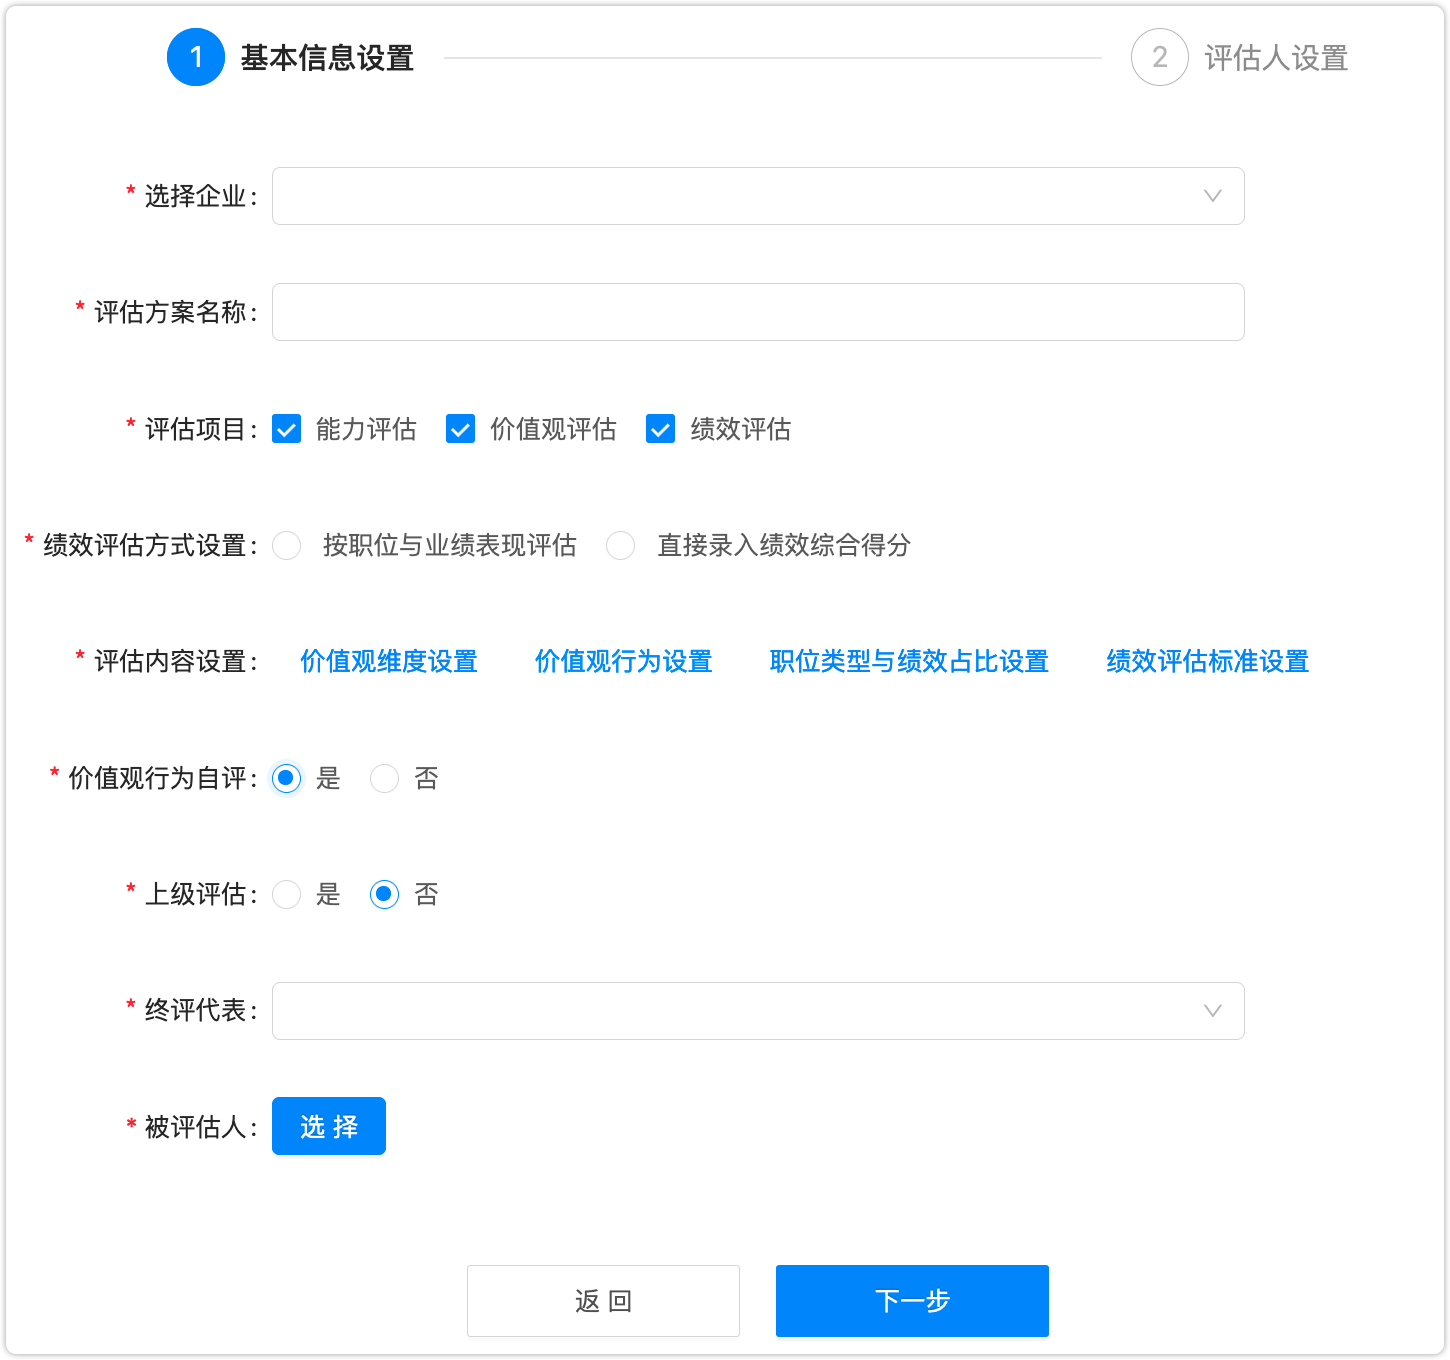 1 基本信息设置 2 评估人设置
* 选择企业:
* 评估方案名称:
* 评估项目: 能力评估 价值观评估 绩效评估
* 绩效评估方式设置: 按职位与业绩表现评估 直接录入绩效综合得分
* 评估内容设置: 价值观维度设置 价值观行为设置 职位类型与绩效占比设置 绩效评估标准设置
* 价值观行为自评: 是 否
* 上级评估: 是 否
* 终评代表:
* 被评估人: 选 择
返 回 下一步